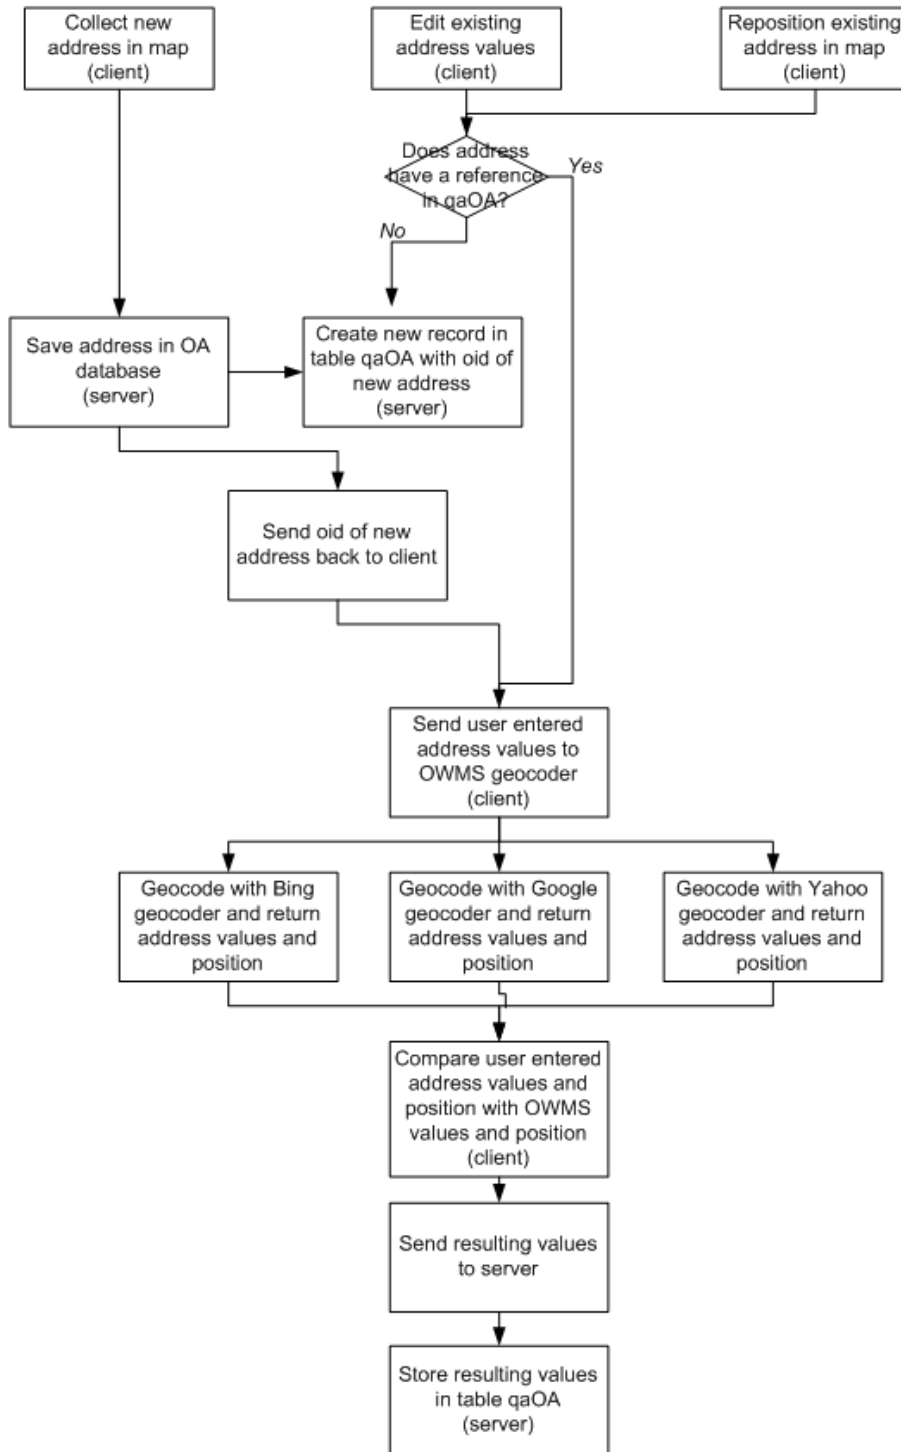 Collect new
address in map
(client)
Edit existing
address values
(client)
Reposition existing
address in map
(client)
Does address
have a reference
in qaOA?
Yes
No
Save address in OA
database
(server)
Create new record in
table qaOA with oid of
new address
(server)
Send oid of new
address back to client
Send user entered
address values to
OWMS geocoder
(client)
Geocode with Bing
geocoder and return
address values and
position
Geocode with Google
geocoder and return
address values and
position
Geocode with Yahoo
geocoder and return
address values and
position
Compare user entered
address values and
position with OWMS
values and position
(client)
Send resulting values
to server
Store resulting values
in table qaOA
(server)